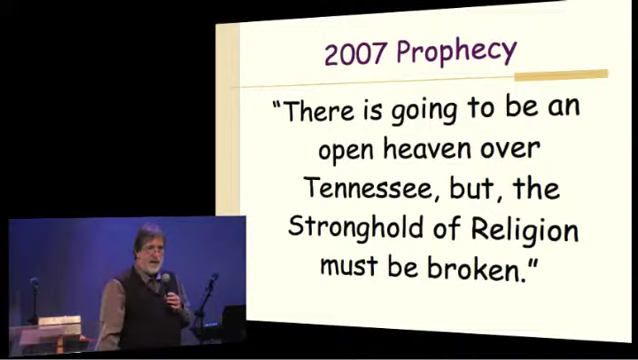 2007 Prophecy
“There is going to be an
open heaven over
Tennessee, but, the
Stronghold of Religion
must be broken.”